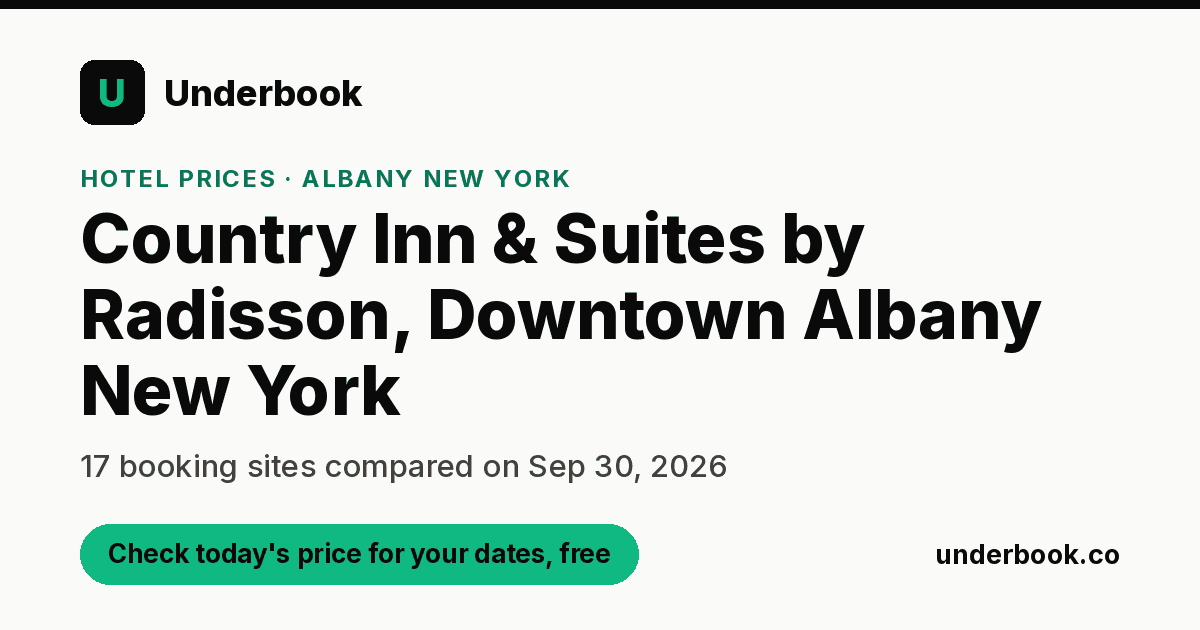 U
Underbook
HOTEL PRICES · ALBANY NEW YORK
Country Inn & Suites by
Radisson, Downtown Albany
New York
17 booking sites compared on Sep 30, 2026
Check today's price for your dates, free
underbook.co